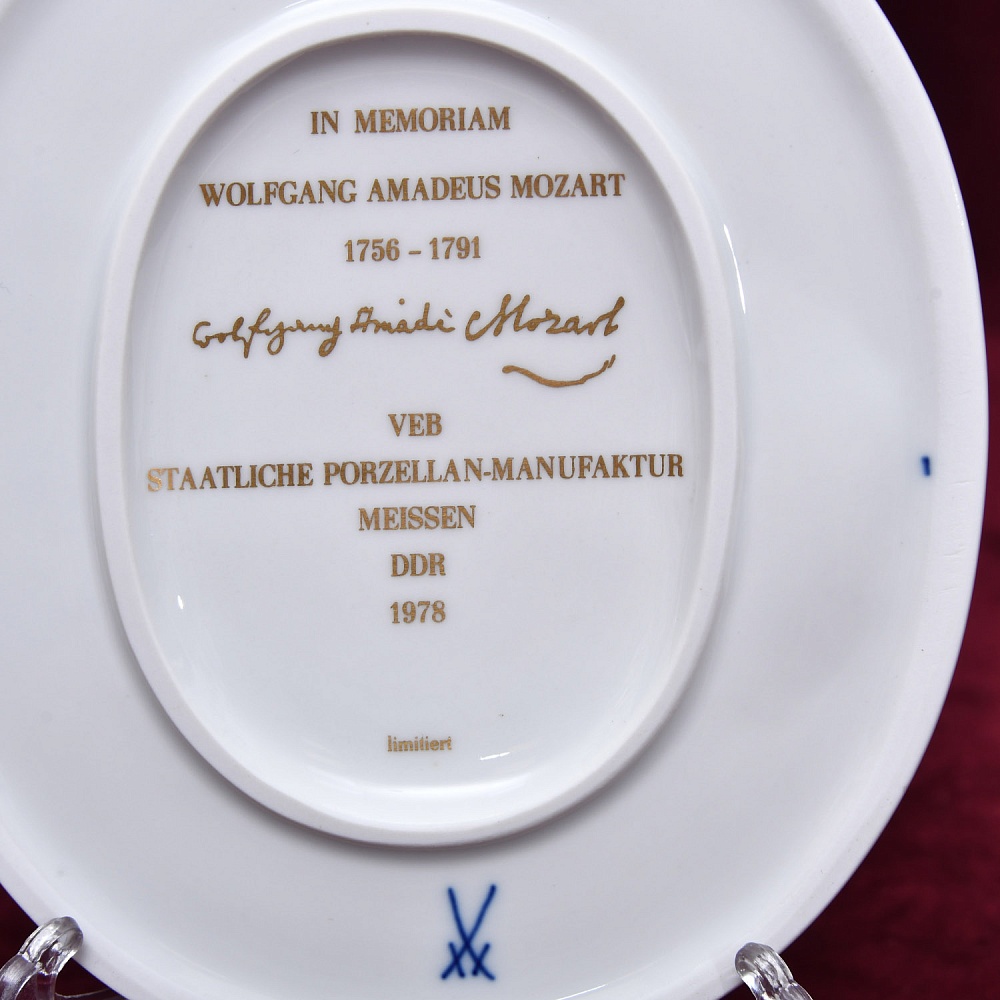 IN MEMORIAM
WOLFGANG AMADEUS MOZART
1756 – 1791
Wolfgang Amadè Mozart
VEB
STAATLICHE PORZELLAN-MANUFAKTUR
MEISSEN
DDR
1978
limitiert